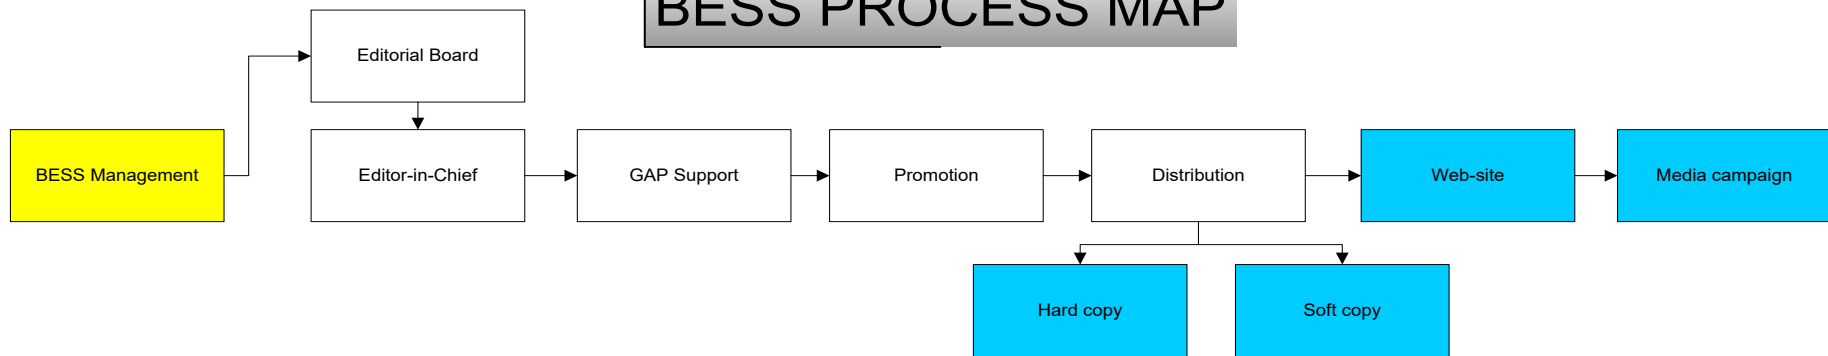 BESS PROCESS MAP
Editorial Board
BESS Management
Editor-in-Chief
GAP Support
Promotion
Distribution
Web-site
Media campaign
Hard copy
Soft copy